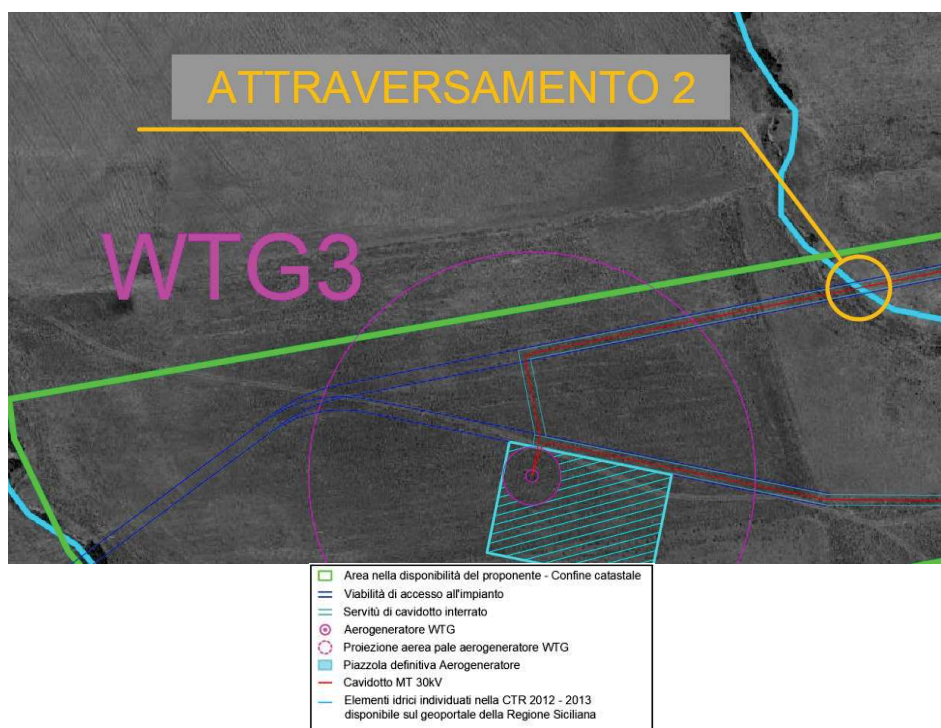 ATTRAVERSAMENTO 2
WTG3
Area nella disponibilità del proponente - Confine catastale
Viabilità di accesso all'impianto
Servitù di cavidotto interrato
Aerogeneratore WTG
Proiezione aerea pale aerogeneratore WTG
Piazzola definitiva Aerogeneratore
Cavidotto MT 30kV
Elementi idrici individuati nella CTR 2012 - 2013
disponibile sul geoportale della Regione Siciliana